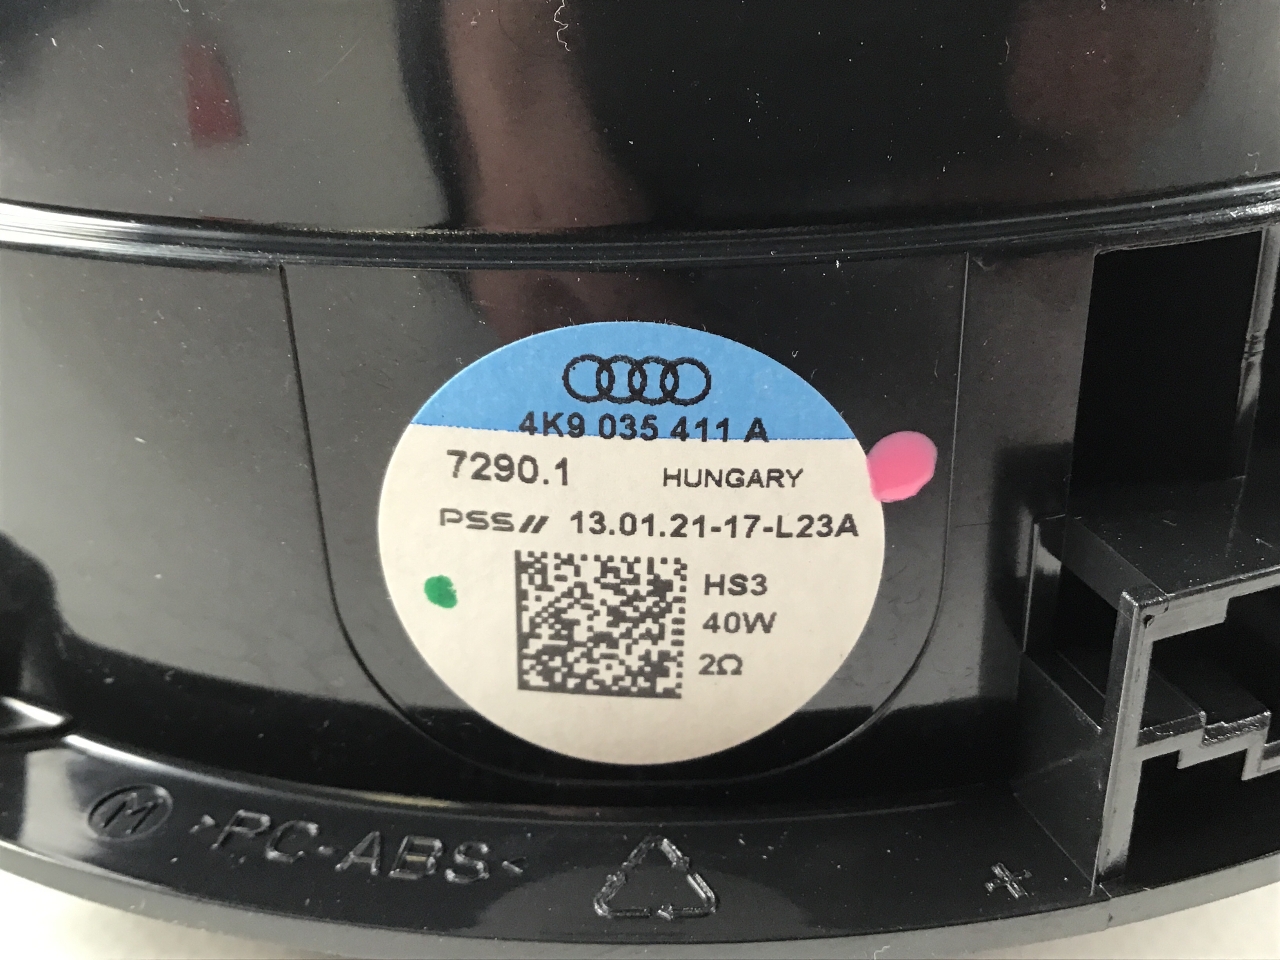 4K9 035 411 A
7290.1 HUNGARY
PSS// 13.01.21-17-L23A
HS3
40W
2Ω
M >PC-ABS<
+